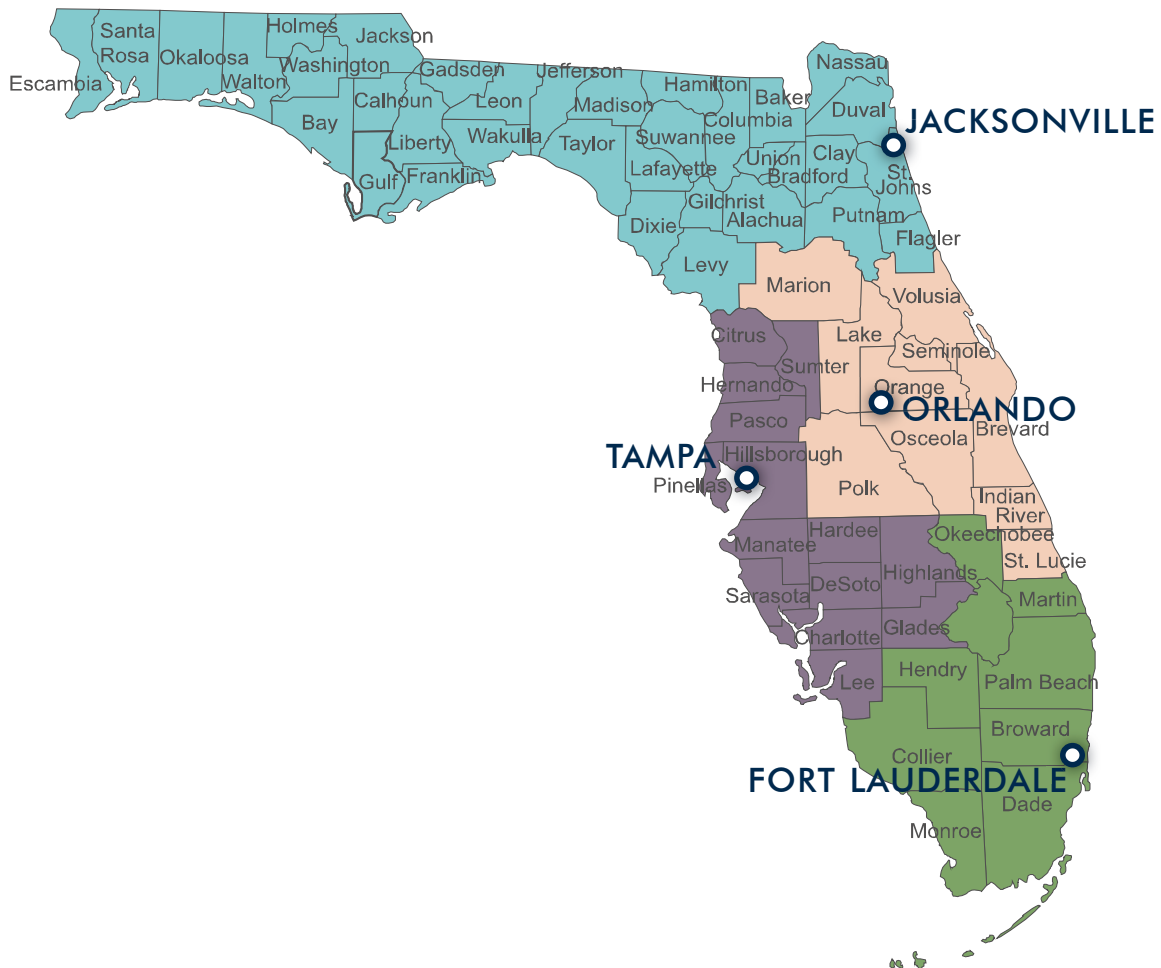 Holmes
Santa
Rosa
Jackson
Okaloosa
Washington
Escambia
Walton
Gadsden
Jefferson
Nassau
Hamilton
Calhoun
Leon
Madison
Baker
Duval
Bay
Columbia
JACKSONVILLE
Liberty
Wakulla
Taylor
Suwannee
Union
Clay
Lafayette
Bradford
St.
Johns
Gulf
Franklin
Gilchrist
Alachua
Putnam
Dixie
Flagler
Levy
Marion
Volusia
Citrus
Lake
Seminole
Sumter
Hernando
Orange
ORLANDO
Pasco
Brevard
Osceola
TAMPA
Hillsborough
Pinellas
Polk
Indian
River
Hardee
Okeechobee
Manatee
St. Lucie
Highlands
DeSoto
Sarasota
Martin
Glades
Charlotte
Hendry
Lee
Palm Beach
Broward
Collier
FORT LAUDERDALE
Dade
Monroe